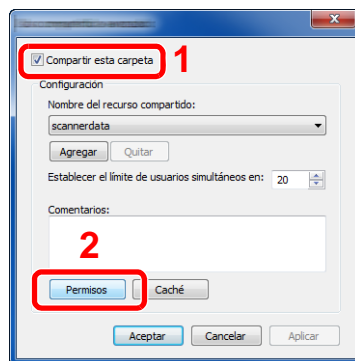 Compartir esta carpeta 1
Configuración
Nombre del recurso compartido:
scannerdata
Agregar Quitar
Establecer el límite de usuarios simultáneos en: 20
Comentarios:
2
Permisos Caché
Aceptar Cancelar Aplicar